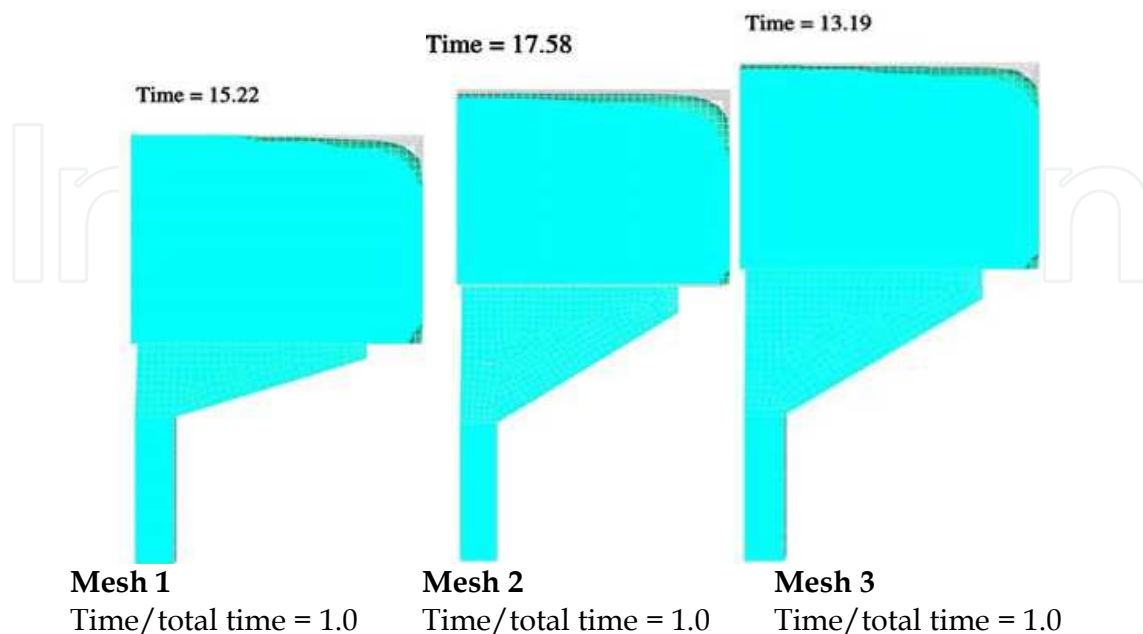 Time = 15.22
Time = 17.58
Time = 13.19
Mesh 1
Time/total time = 1.0
Mesh 2
Time/total time = 1.0
Mesh 3
Time/total time = 1.0